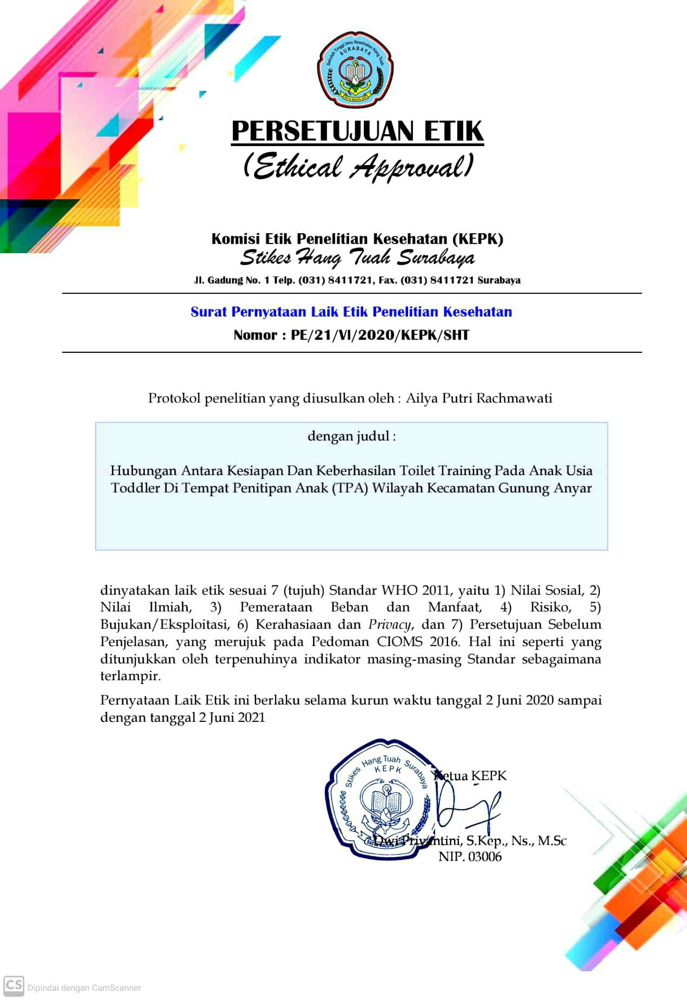 Sekolah Tinggi Ilmu Kesehatan Hang Tuah
SURABAYA
SATYA WALUYA JAYA
PERSETUJUAN ETIK
(Ethical Approval)
Komisi Etik Penelitian Kesehatan (KEPK)
Stikes Hang Tuah Surabaya
Jl. Gadung No. 1 Telp. (031) 8411721, Fax. (031) 8411721 Surabaya
Surat Pernyataan Laik Etik Penelitian Kesehatan
Nomor : PE/21/VI/2020/KEPK/SHT
Protokol penelitian yang diusulkan oleh : Ailya Putri Rachmawati
dengan judul :
Hubungan Antara Kesiapan Dan Keberhasilan Toilet Training Pada Anak Usia
Toddler Di Tempat Penitipan Anak (TPA) Wilayah Kecamatan Gunung Anyar
dinyatakan laik etik sesuai 7 (tujuh) Standar WHO 2011, yaitu 1) Nilai Sosial, 2)
Nilai Ilmiah, 3) Pemerataan Beban dan Manfaat, 4) Risiko, 5)
Bujukan/Eksploitasi, 6) Kerahasiaan dan Privacy, dan 7) Persetujuan Sebelum
Penjelasan, yang merujuk pada Pedoman CIOMS 2016. Hal ini seperti yang
ditunjukkan oleh terpenuhinya indikator masing-masing Standar sebagaimana
terlampir.
Pernyataan Laik Etik ini berlaku selama kurun waktu tanggal 2 Juni 2020 sampai
dengan tanggal 2 Juni 2021
Stikes Hang Tuah Surabaya
KEPK
SATYA WALUYA JAYA
Ketua KEPK
Dwi Priyantini, S.Kep., Ns., M.Sc
NIP. 03006
CS Dipindai dengan CamScanner